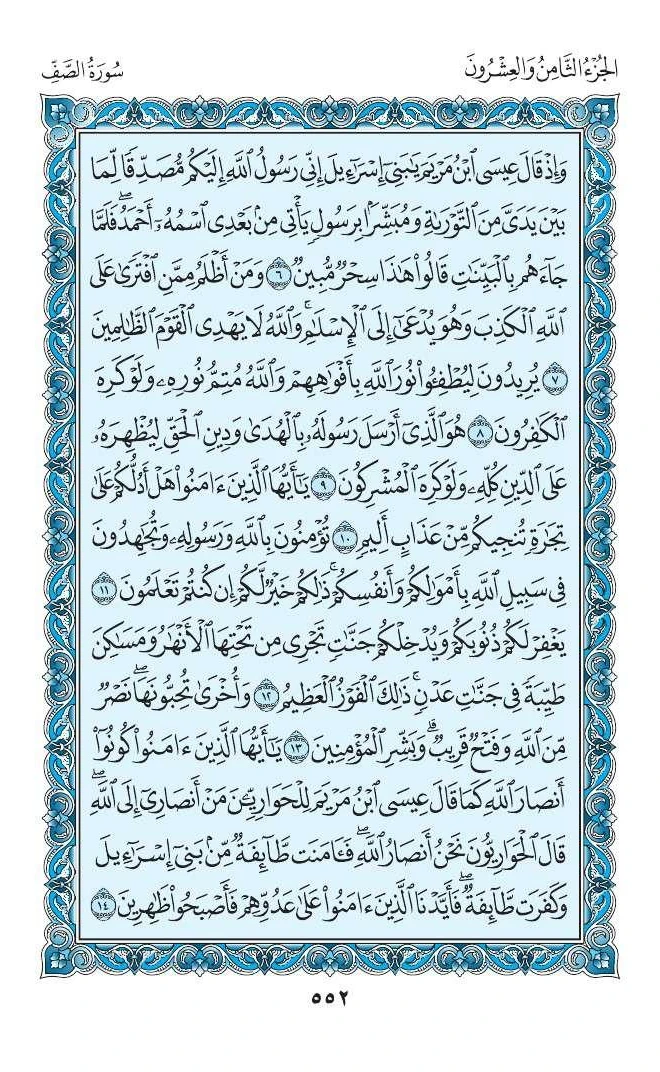 الجُزْءُ الثَّامِنُ وَالعِشْرُونَ
سُورَةُ الصَّفِّ
وَإِذْ قَالَ عِيسَى ٱبْنُ مَرْيَمَ يَٰبَنِىٓ إِسْرَٰٓءِيلَ إِنِّى رَسُولُ ٱللَّهِ إِلَيْكُم مُّصَدِّقًا لِّمَا
بَيْنَ يَدَىَّ مِنَ ٱلتَّوْرَىٰةِ وَمُبَشِّرًۢا بِرَسُولٍ يَأْتِى مِنۢ بَعْدِى ٱسْمُهُۥٓ أَحْمَدُ ۖ فَلَمَّا
جَآءَهُم بِٱلْبَيِّنَٰتِ قَالُوا۟ هَٰذَا سِحْرٌ مُّبِينٌ ٦ وَمَنْ أَظْلَمُ مِمَّنِ ٱفْتَرَىٰ عَلَى
ٱللَّهِ ٱلْكَذِبَ وَهُوَ يُدْعَىٰٓ إِلَى ٱلْإِسْلَٰمِ ۚ وَٱللَّهُ لَا يَهْدِى ٱلْقَوْمَ ٱلظَّٰلِمِينَ
٧ يُرِيدُونَ لِيُطْفِـُٔوا۟ نُورَ ٱللَّهِ بِأَفْوَٰهِهِمْ وَٱللَّهُ مُتِمُّ نُورِهِۦ وَلَوْ كَرِهَ
ٱلْكَٰفِرُونَ ٨ هُوَ ٱلَّذِىٓ أَرْسَلَ رَسُولَهُۥ بِٱلْهُدَىٰ وَدِينِ ٱلْحَقِّ لِيُظْهِرَهُۥ
عَلَى ٱلدِّينِ كُلِّهِۦ وَلَوْ كَرِهَ ٱلْمُشْرِكُونَ ٩ يَٰٓأَيُّهَا ٱلَّذِينَ ءَامَنُوا۟ هَلْ أَدُلُّكُمْ عَلَىٰ
تِجَٰرَةٍ تُنجِيكُم مِّنْ عَذَابٍ أَلِيمٍ ١٠ تُؤْمِنُونَ بِٱللَّهِ وَرَسُولِهِۦ وَتُجَٰهِدُونَ
فِى سَبِيلِ ٱللَّهِ بِأَمْوَٰلِكُمْ وَأَنفُسِكُمْ ۚ ذَٰلِكُمْ خَيْرٌ لَّكُمْ إِن كُنتُمْ تَعْلَمُونَ ١١
يَغْفِرْ لَكُمْ ذُنُوبَكُمْ وَيُدْخِلْكُمْ جَنَّٰتٍ تَجْرِى مِن تَحْتِهَا ٱلْأَنْهَٰرُ وَمَسَٰكِنَ
طَيِّبَةً فِى جَنَّٰتِ عَدْنٍ ۚ ذَٰلِكَ ٱلْفَوْزُ ٱلْعَظِيمُ ١٢ وَأُخْرَىٰ تُحِبُّونَهَا ۖ نَصْرٌ
مِّنَ ٱللَّهِ وَفَتْحٌ قَرِيبٌ ۗ وَبَشِّرِ ٱلْمُؤْمِنِينَ ١٣ يَٰٓأَيُّهَا ٱلَّذِينَ ءَامَنُوا۟ كُونُوٓا۟
أَنصَارَ ٱللَّهِ كَمَا قَالَ عِيسَى ٱبْنُ مَرْيَمَ لِلْحَوَارِيِّـۧنَ مَنْ أَنصَارِىٓ إِلَى ٱللَّهِ ۖ
قَالَ ٱلْحَوَارِيُّونَ نَحْنُ أَنصَارُ ٱللَّهِ ۖ فَـَٔامَنَت طَّآئِفَةٌ مِّنۢ بَنِىٓ إِسْرَٰٓءِيلَ
وَكَفَرَت طَّآئِفَةٌ ۖ فَأَيَّدْنَا ٱلَّذِينَ ءَامَنُوا۟ عَلَىٰ عَدُوِّهِمْ فَأَصْبَحُوا۟ ظَٰهِرِينَ ١٤
٥٥٢